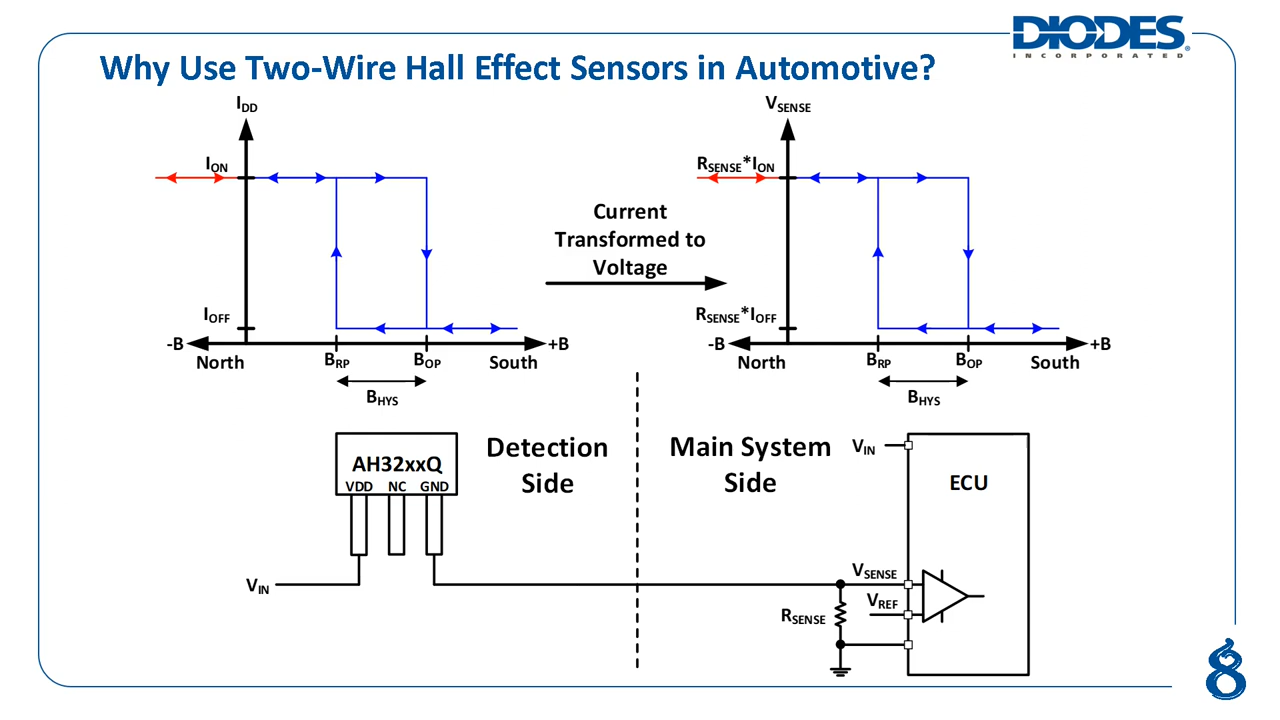 DIODES
INCORPORATED
Why Use Two-Wire Hall Effect Sensors in Automotive?
I_DD
I_ON
I_OFF
-B
+B
North
B_RP
B_OP
South
B_HYS
Current
Transformed to
Voltage
V_SENSE
R_SENSE*I_ON
R_SENSE*I_OFF
-B
+B
North
B_RP
B_OP
South
B_HYS
AH32xxQ
VDD NC GND
Detection
Side
Main System
Side
V_IN
ECU
V_IN
V_SENSE
V_REF
R_SENSE
8